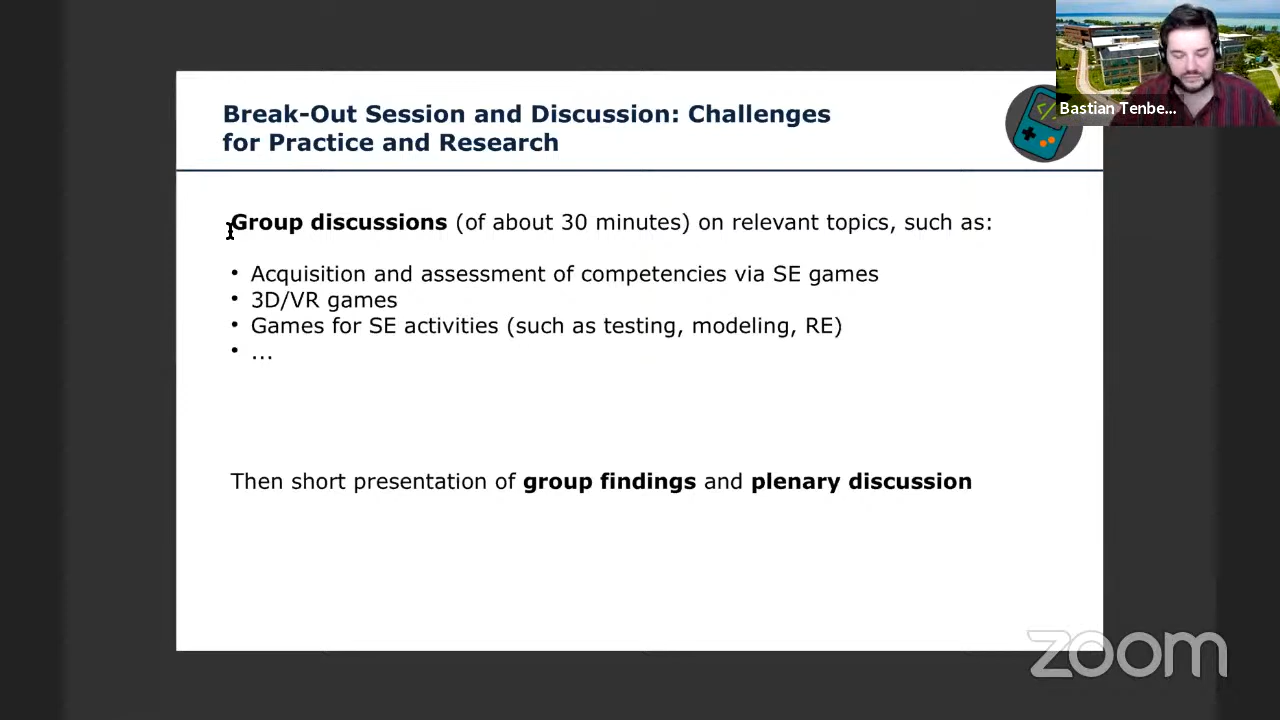 Break-Out Session and Discussion: Challenges
for Practice and Research
Bastian Tenbe...
Group discussions (of about 30 minutes) on relevant topics, such as:
• Acquisition and assessment of competencies via SE games
• 3D/VR games
• Games for SE activities (such as testing, modeling, RE)
• ...
Then short presentation of group findings and plenary discussion
zoom